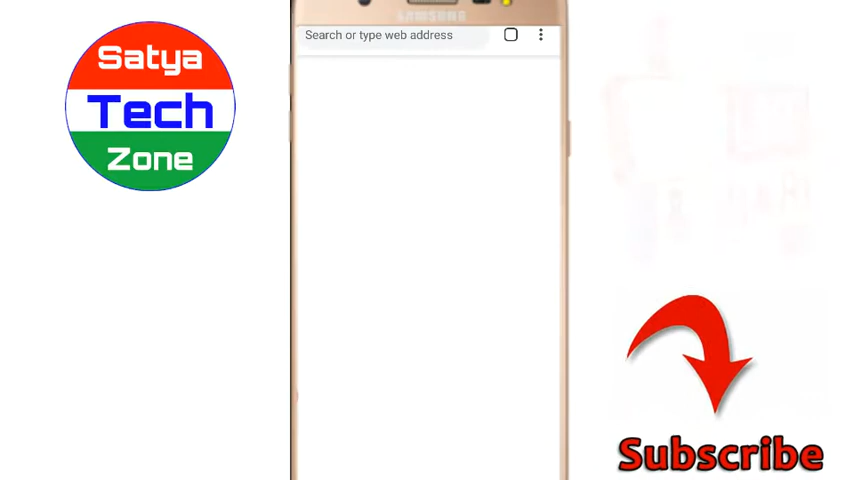 Satya
Tech
Zone
SAMSUNG
Search or type web address
Subscribe